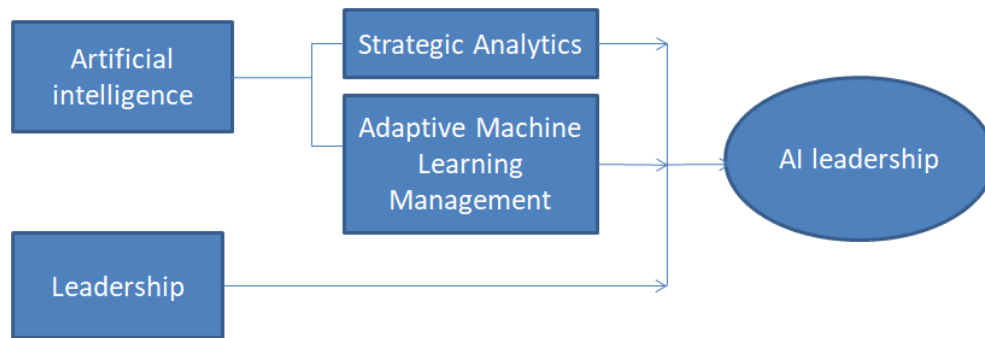 Artificial
intelligence
Strategic Analytics
Adaptive Machine
Learning
Management
AI leadership
Leadership